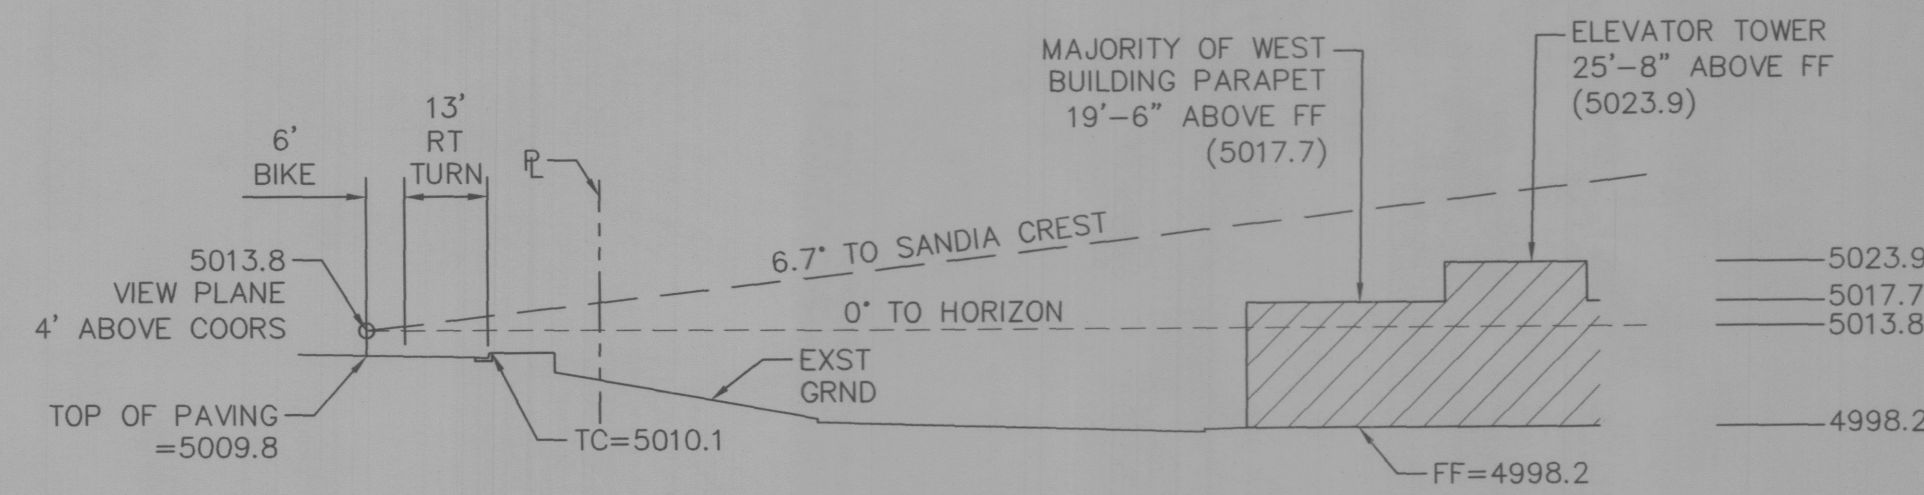 6'
BIKE
13'
RT
TURN
PL
MAJORITY OF WEST
BUILDING PARAPET
19'-6" ABOVE FF
(5017.7)
ELEVATOR TOWER
25'-8" ABOVE FF
(5023.9)
5013.8
VIEW PLANE
4' ABOVE COORS
6.7° TO SANDIA CREST
0° TO HORIZON
5023.9
5017.7
5013.8
4998.2
EXST
GRND
TOP OF PAVING
=5009.8
TC=5010.1
FF=4998.2